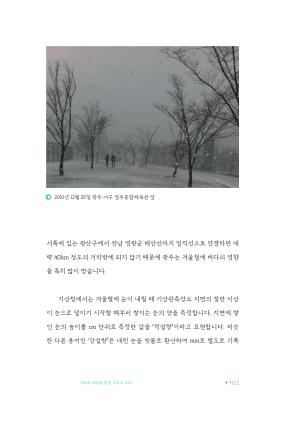 2010년 12월 26일 광주 서구 염주종합체육관 앞
서쪽에 있는 광산구에서 전남 영광군 해안선까지 일직선으로 연결하면 대
략 40km 정도의 거리밖에 되지 않기 때문에 광주는 겨울철에 바다의 영향
을 특히 많이 받습니다.
기상청에서는 겨울철에 눈이 내릴 때 기상관측장소 지면의 절반 이상
이 눈으로 덮이기 시작할 때부터 쌓이는 눈의 양을 측정합니다. 지면에 쌓
인 눈의 높이를 cm 단위로 측정한 값을 '적설량'이라고 표현합니다. 비슷
한 다른 용어인 '강설량'은 내린 눈을 빗물로 환산하여 mm로 별도로 기록
102